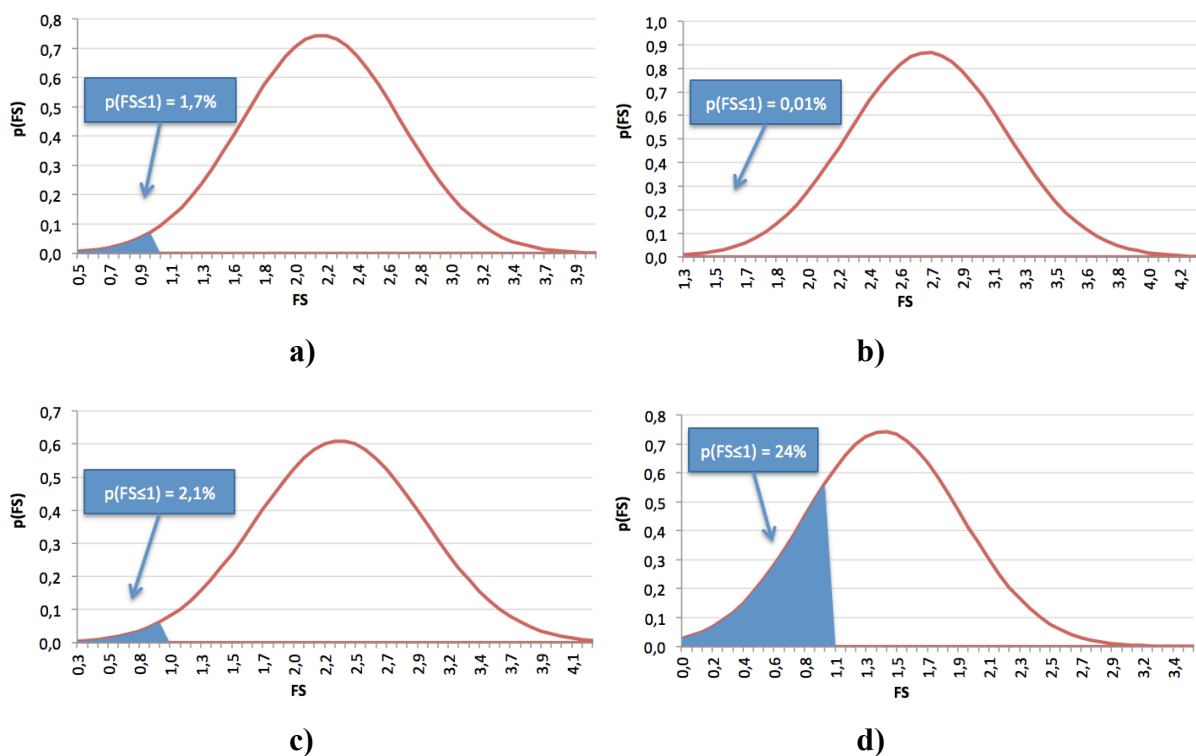 p(FS)
0,8
0,7
0,6
0,5
0,4
0,3
0,2
0,1
0,0
p(FS≤1) = 1,7%
0,5 0,7 0,9 1,1 1,3 1,6 1,8 2,0 2,2 2,4 2,6 2,8 3,0 3,2 3,5 3,7 3,9
FS
a)
p(FS)
1,0
0,9
0,8
0,7
0,6
0,5
0,4
0,3
0,2
0,1
0,0
p(FS≤1) = 0,01%
1,3 1,5 1,7 1,8 2,0 2,2 2,4 2,6 2,7 2,9 3,1 3,3 3,5 3,6 3,8 4,0 4,2
FS
b)
p(FS)
0,7
0,6
0,5
0,4
0,3
0,2
0,1
0,0
p(FS≤1) = 2,1%
0,3 0,5 0,8 1,0 1,3 1,5 1,7 2,0 2,2 2,5 2,7 2,9 3,2 3,4 3,7 3,9 4,1
FS
c)
p(FS)
0,8
0,7
0,6
0,5
0,4
0,3
0,2
0,1
0,0
p(FS≤1) = 24%
0,0 0,2 0,4 0,6 0,8 1,1 1,3 1,5 1,7 1,9 2,1 2,3 2,5 2,7 2,9 3,2 3,4
FS
d)